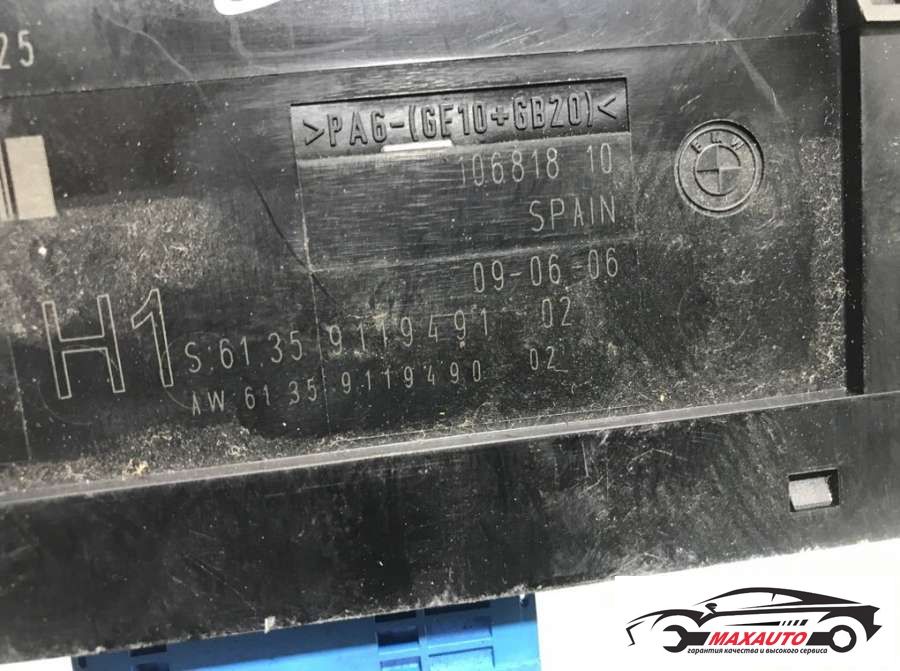 25
>PA6-(GF10+GB20)<
106818 10
BMW
SPAIN
09-06-06
H1
S.61.35 9119491 02
AW 61 35 9119490 02
MAXAUTO
гарантия качества и высокого сервиса